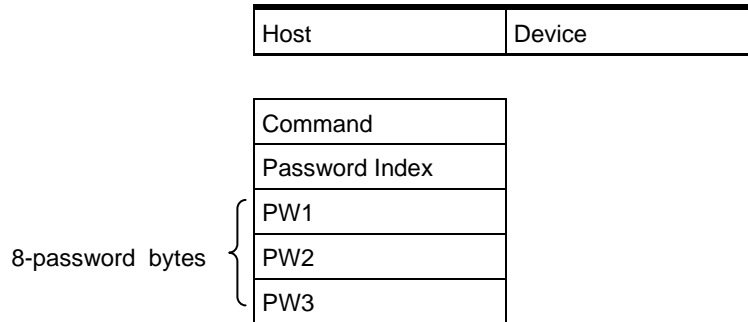 Host Device
Command
Password Index
PW1
8-password bytes PW2
PW3